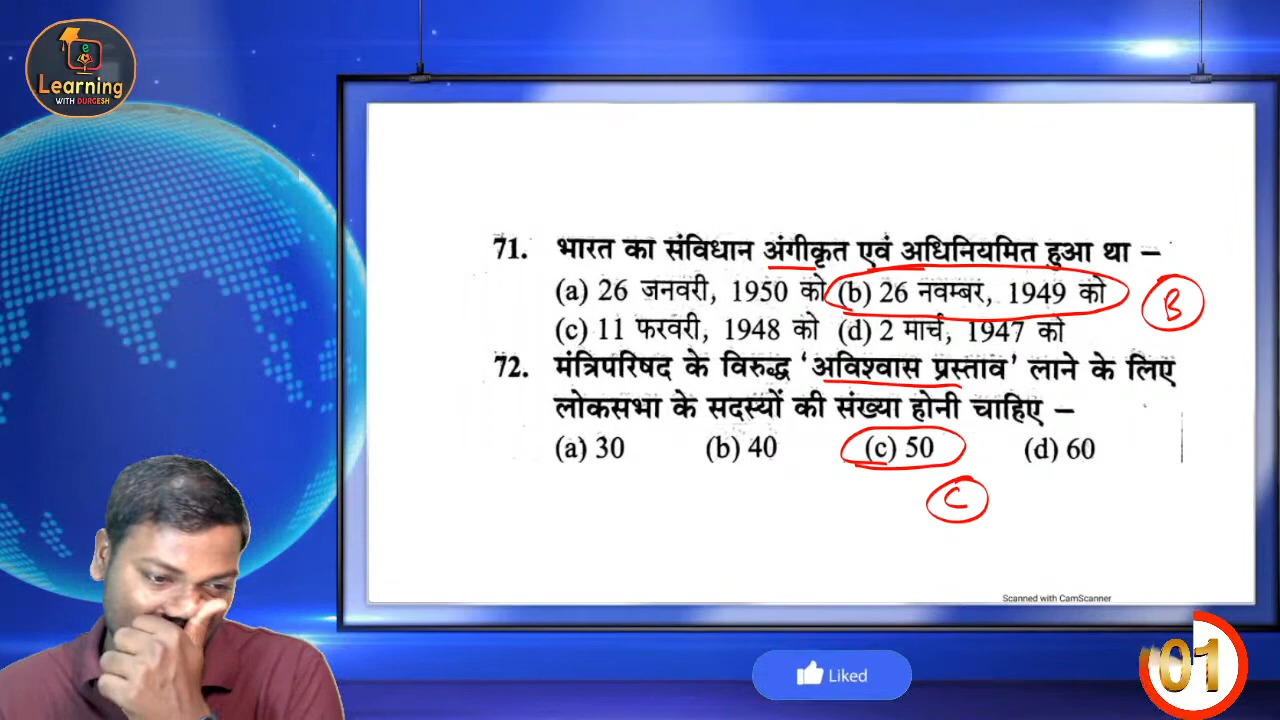 e
Learning
WITH DURGESH
71. भारत का संविधान अंगीकृत एवं अधिनियमित हुआ था –
(a) 26 जनवरी, 1950 को (b) 26 नवम्बर, 1949 को
B
(c) 11 फरवरी, 1948 को (d) 2 मार्च, 1947 को
72. मंत्रिपरिषद के विरुद्ध ‘अविश्वास प्रस्ताव’ लाने के लिए
लोकसभा के सदस्यों की संख्या होनी चाहिए –
(a) 30 (b) 40 (c) 50 (d) 60
C
Scanned with CamScanner
Liked
01